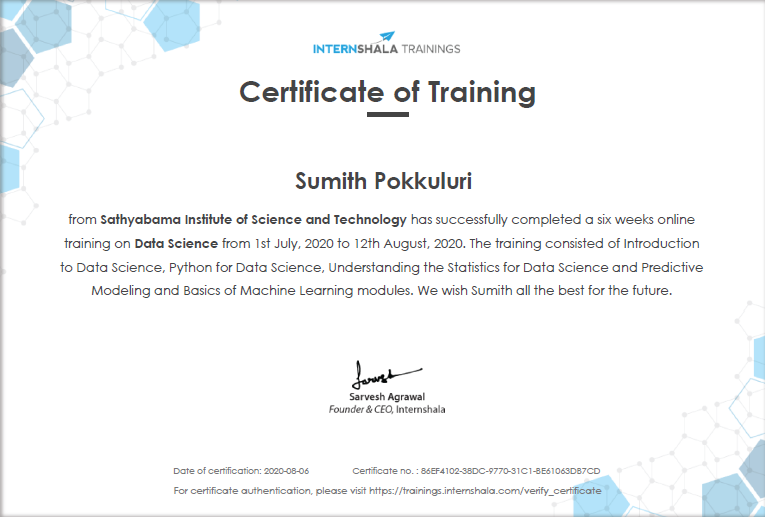 INTERNSHALA TRAININGS
Certificate of Training
Sumith Pokkuluri
from Sathyabama Institute of Science and Technology has successfully completed a six weeks online
training on Data Science from 1st July, 2020 to 12th August, 2020. The training consisted of Introduction
to Data Science, Python for Data Science, Understanding the Statistics for Data Science and Predictive
Modeling and Basics of Machine Learning modules. We wish Sumith all the best for the future.
Sarvesh
Sarvesh Agrawal
Founder & CEO, Internshala
Date of certification: 2020-08-06 Certificate no. : 86EF4102-38DC-9770-31C1-BE61063DB7CD
For certificate authentication, please visit https://trainings.internshala.com/verify_certificate